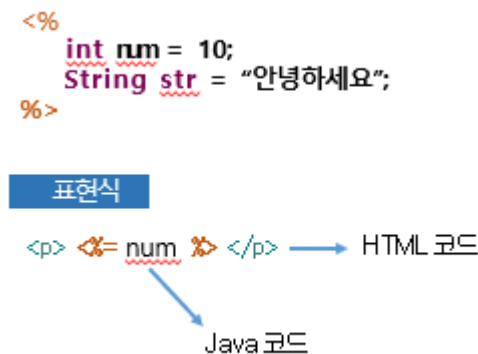 <%
int num = 10;
String str = “안녕하세요”;
%>
표현식
<p> <%= num %> </p> HTML 코드
Java 코드